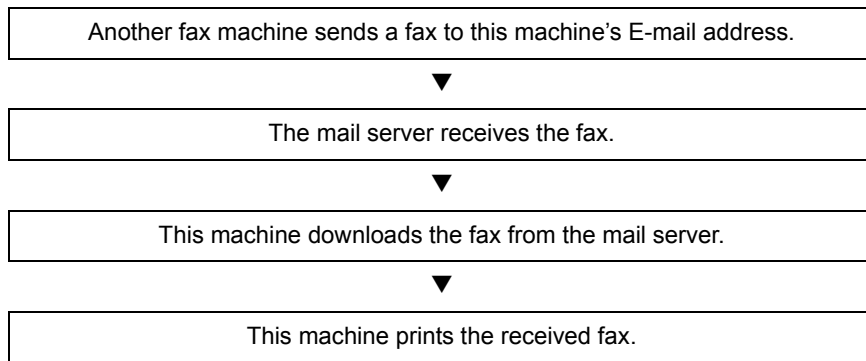 Another fax machine sends a fax to this machine’s E-mail address.
The mail server receives the fax.
This machine downloads the fax from the mail server.
This machine prints the received fax.